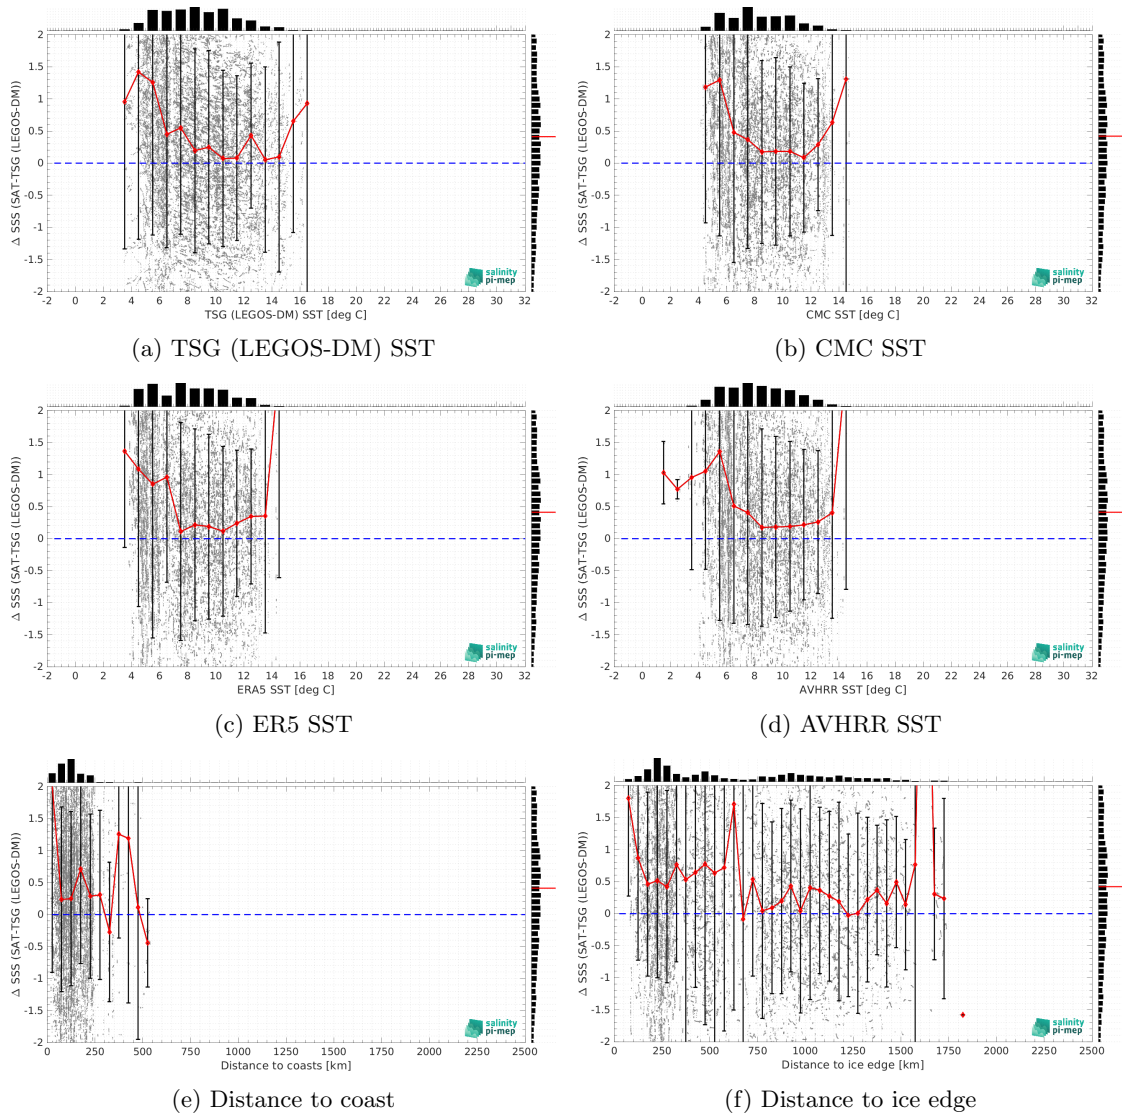 2
1.5
1
0.5
0
-0.5
-1
-1.5
-2
Δ SSS (SAT-TSG (LEGOS-DM))
salinity
pi-mep
-2 0 2 4 6 8 10 12 14 16 18 20 22 24 26 28 30 32
TSG (LEGOS-DM) SST [deg C]
(a) TSG (LEGOS-DM) SST
2
1.5
1
0.5
0
-0.5
-1
-1.5
-2
Δ SSS (SAT-TSG (LEGOS-DM))
salinity
pi-mep
-2 0 2 4 6 8 10 12 14 16 18 20 22 24 26 28 30 32
CMC SST [deg C]
(b) CMC SST
2
1.5
1
0.5
0
-0.5
-1
-1.5
-2
Δ SSS (SAT-TSG (LEGOS-DM))
salinity
pi-mep
-2 0 2 4 6 8 10 12 14 16 18 20 22 24 26 28 30 32
ERA5 SST [deg C]
(c) ER5 SST
2
1.5
1
0.5
0
-0.5
-1
-1.5
-2
Δ SSS (SAT-TSG (LEGOS-DM))
salinity
pi-mep
-2 0 2 4 6 8 10 12 14 16 18 20 22 24 26 28 30 32
AVHRR SST [deg C]
(d) AVHRR SST
2
1.5
1
0.5
0
-0.5
-1
-1.5
-2
Δ SSS (SAT-TSG (LEGOS-DM))
salinity
pi-mep
0 250 500 750 1000 1250 1500 1750 2000 2250 2500
Distance to coasts [km]
(e) Distance to coast
2
1.5
1
0.5
0
-0.5
-1
-1.5
-2
Δ SSS (SAT-TSG (LEGOS-DM))
salinity
pi-mep
0 250 500 750 1000 1250 1500 1750 2000 2250 2500
Distance to ice edge [km]
(f) Distance to ice edge